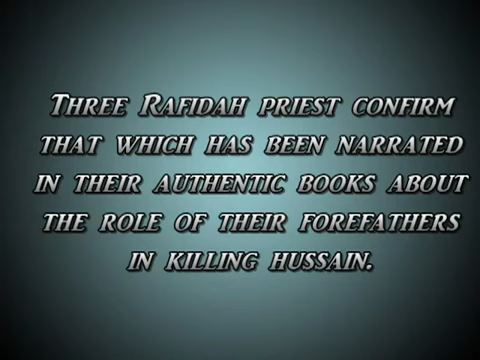 Three Rafidah priest confirm
that which has been narrated
in their authentic books about
the role of their forefathers
in killing hussain.